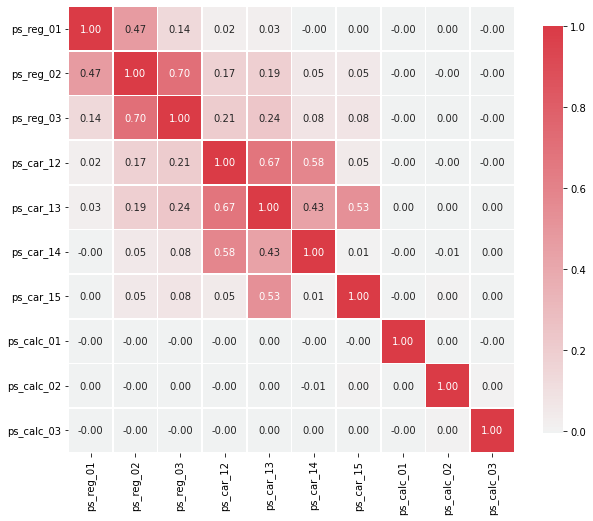 ps_reg_01 1.00 0.47 0.14 0.02 0.03 -0.00 0.00 -0.00 0.00 -0.00
ps_reg_02 0.47 1.00 0.70 0.17 0.19 0.05 0.05 -0.00 -0.00 -0.00
ps_reg_03 0.14 0.70 1.00 0.21 0.24 0.08 0.08 -0.00 0.00 -0.00
ps_car_12 0.02 0.17 0.21 1.00 0.67 0.58 0.05 -0.00 -0.00 0.00
ps_car_13 0.03 0.19 0.24 0.67 1.00 0.43 0.53 0.00 0.00 0.00
ps_car_14 -0.00 0.05 0.08 0.58 0.43 1.00 0.01 -0.00 -0.01 0.00
ps_car_15 0.00 0.05 0.08 0.05 0.53 0.01 1.00 -0.00 0.00 0.00
ps_calc_01 -0.00 -0.00 -0.00 -0.00 0.00 -0.00 -0.00 1.00 0.00 0.00
ps_calc_02 0.00 -0.00 0.00 -0.00 0.00 -0.01 0.00 0.00 1.00 0.00
ps_calc_03 -0.00 -0.00 -0.00 0.00 0.00 0.00 0.00 0.00 0.00 1.00
ps_reg_01 ps_reg_02 ps_reg_03 ps_car_12 ps_car_13 ps_car_14 ps_car_15 ps_calc_01 ps_calc_02 ps_calc_03
1.0
0.8
0.6
0.4
0.2
0.0